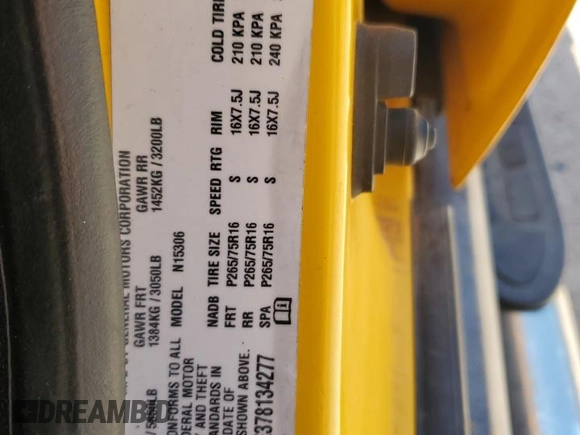 GENERAL MOTORS CORPORATION
GAWR FRT GAWR RR
1384KG / 3050LB 1452KG / 3200LB
CONFORMS TO ALL MODEL N15306
FEDERAL MOTOR
AND THEFT NADB TIRE SIZE SPEED RTG RIM COLD TIRE
STANDARDS IN FRT P265/75R16 S 16X7.5J 210 KPA
DATE OF RR P265/75R16 S 16X7.5J 210 KPA
SHOWN ABOVE. SPA P265/75R16 S 16X7.5J 240 KPA
378134277
DREAMBID